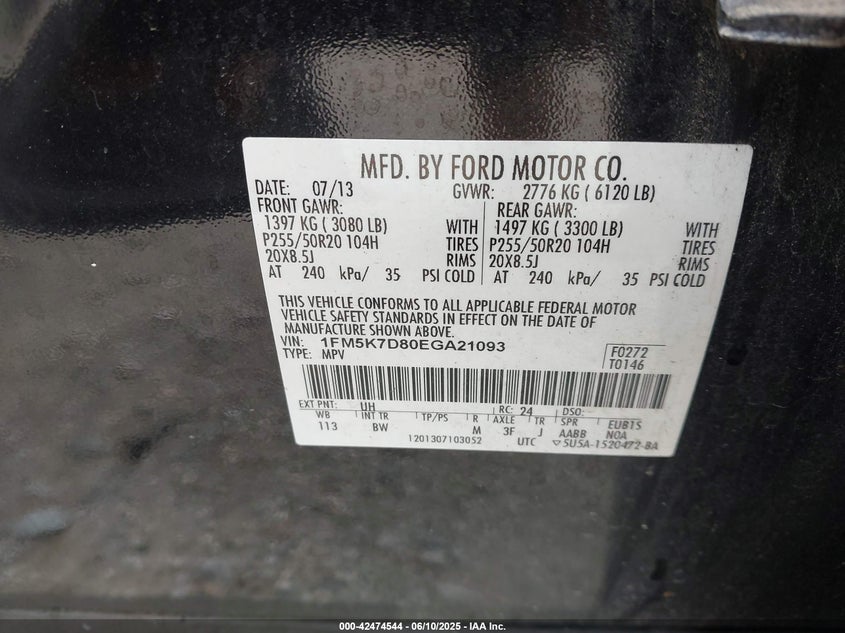 MFD. BY FORD MOTOR CO.
DATE: 07/13 GVWR: 2776 KG ( 6120 LB)
FRONT GAWR: REAR GAWR:
1397 KG ( 3080 LB) WITH 1497 KG ( 3300 LB) WITH
P255/50R20 104H TIRES P255/50R20 104H TIRES
20X8.5J RIMS 20X8.5J RIMS
AT 240 kPa/ 35 PSI COLD AT 240 kPa/ 35 PSI COLD
THIS VEHICLE CONFORMS TO ALL APPLICABLE FEDERAL MOTOR
VEHICLE SAFETY STANDARDS IN EFFECT ON THE DATE OF
MANUFACTURE SHOWN ABOVE.
VIN: 1FM5K7D80EGA21093
TYPE: MPV
F0272
T0146
EXT PNT: UH RC: 24 DSO:
WB INT TR TP/PS R AXLE TR SPR EUB1S
113 BW M 3F J AABB NOA
1201307103052 UTC ▽5U5A-1520472-BA
000-42474544 - 06/10/2025 - IAA Inc.